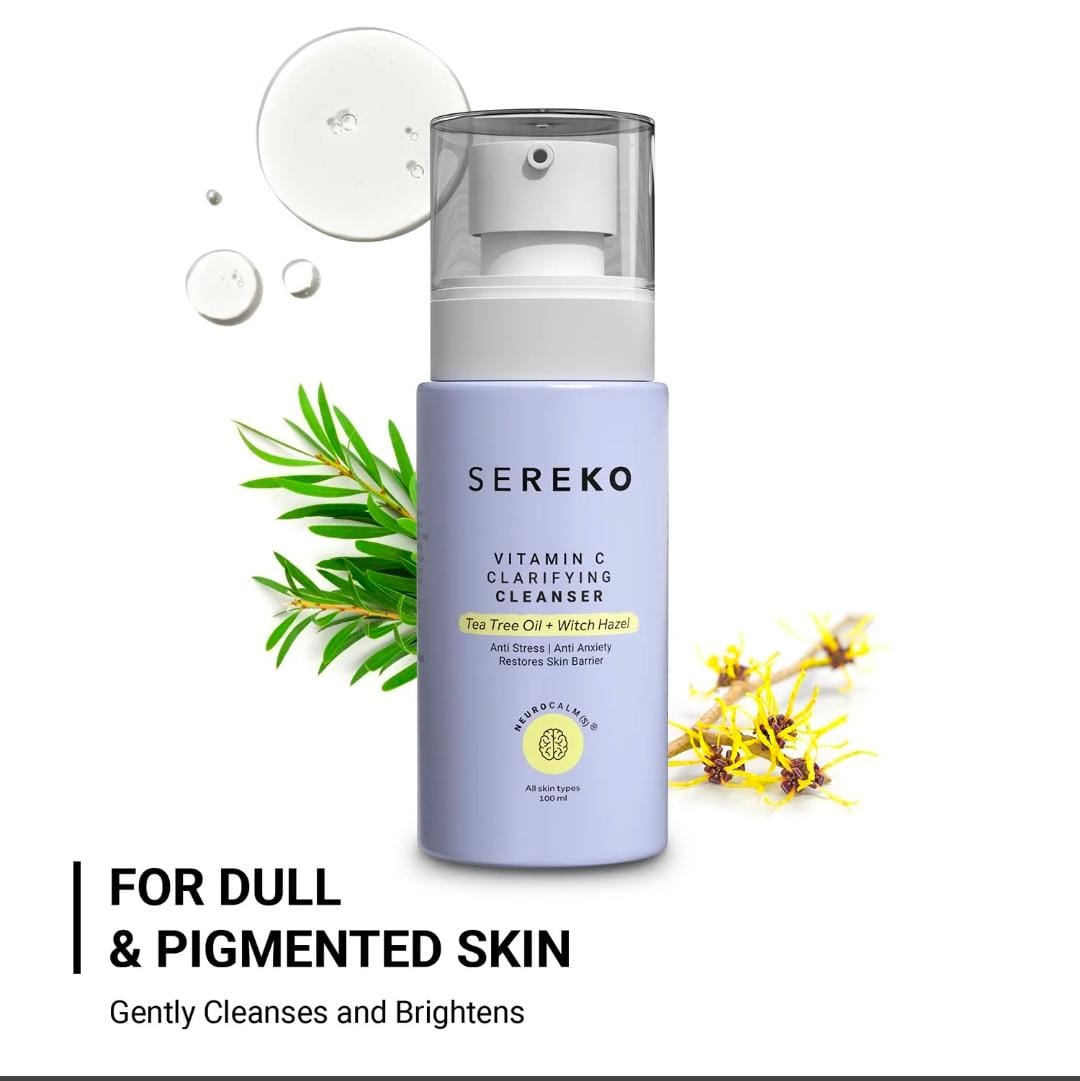 SEREKO
VITAMIN C
CLARIFYING
CLEANSER
Tea Tree Oil + Witch Hazel
Anti Stress | Anti Anxiety
Restores Skin Barrier
NEUROCALM(S)®
All skin types
100 ml
FOR DULL
& PIGMENTED SKIN
Gently Cleanses and Brightens